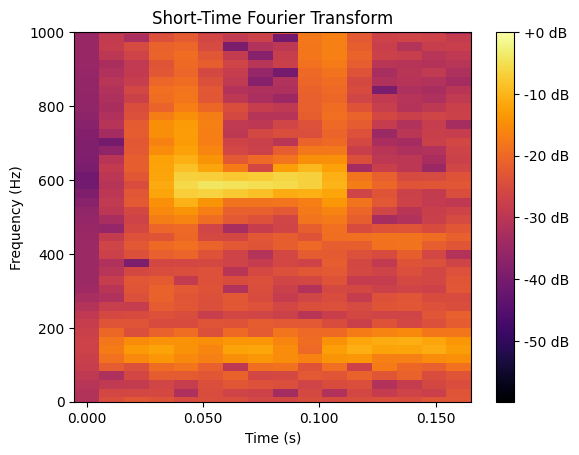 Short-Time Fourier Transform
1000
800
600
400
200
0
Frequency (Hz)
0.000
0.050
0.100
0.150
Time (s)
+0 dB
-10 dB
-20 dB
-30 dB
-40 dB
-50 dB